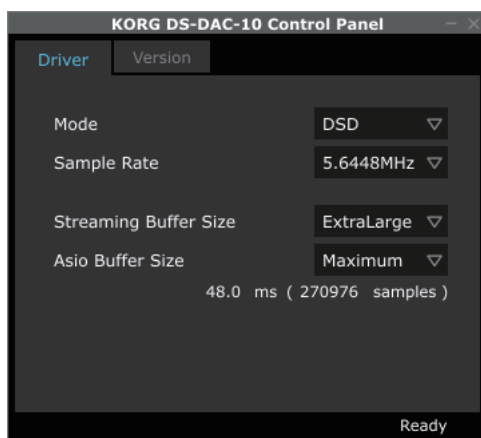 KORG DS-DAC-10 Control Panel
Driver Version
Mode DSD
Sample Rate 5.6448MHz
Streaming Buffer Size ExtraLarge
Asio Buffer Size Maximum
48.0 ms ( 270976 samples )
Ready